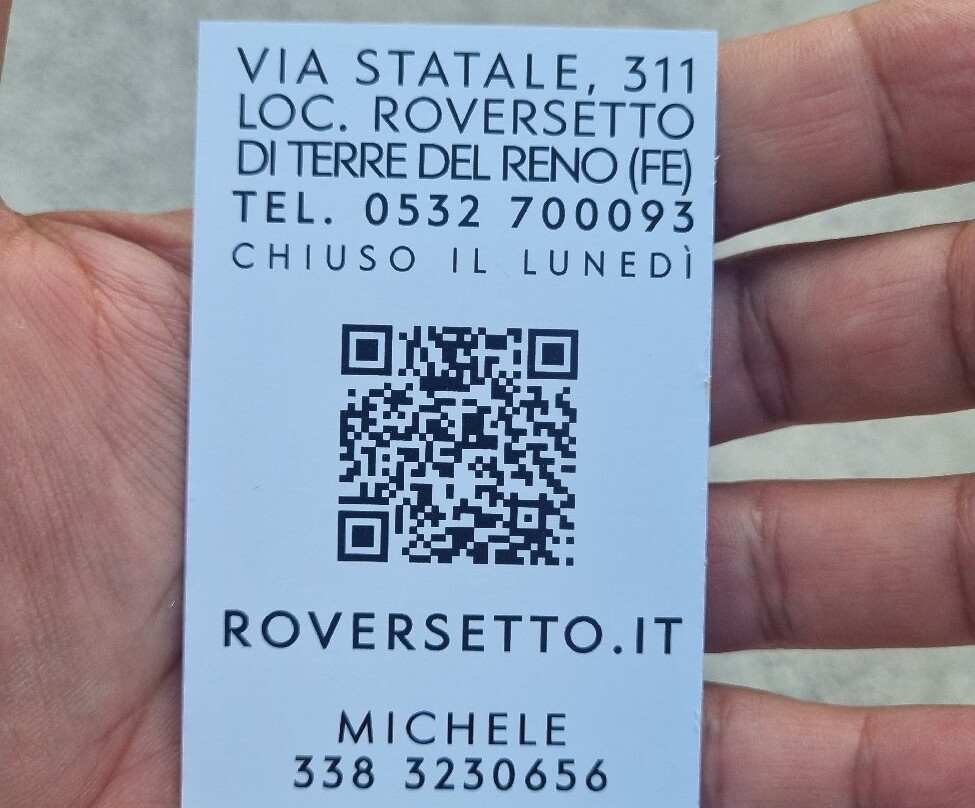 VIA STATALE, 311
LOC. ROVERSETTO
DI TERRE DEL RENO (FE)
TEL. 0532 700093
CHIUSO IL LUNEDÌ
ROVERSETTO.IT
MICHELE
338 3230656